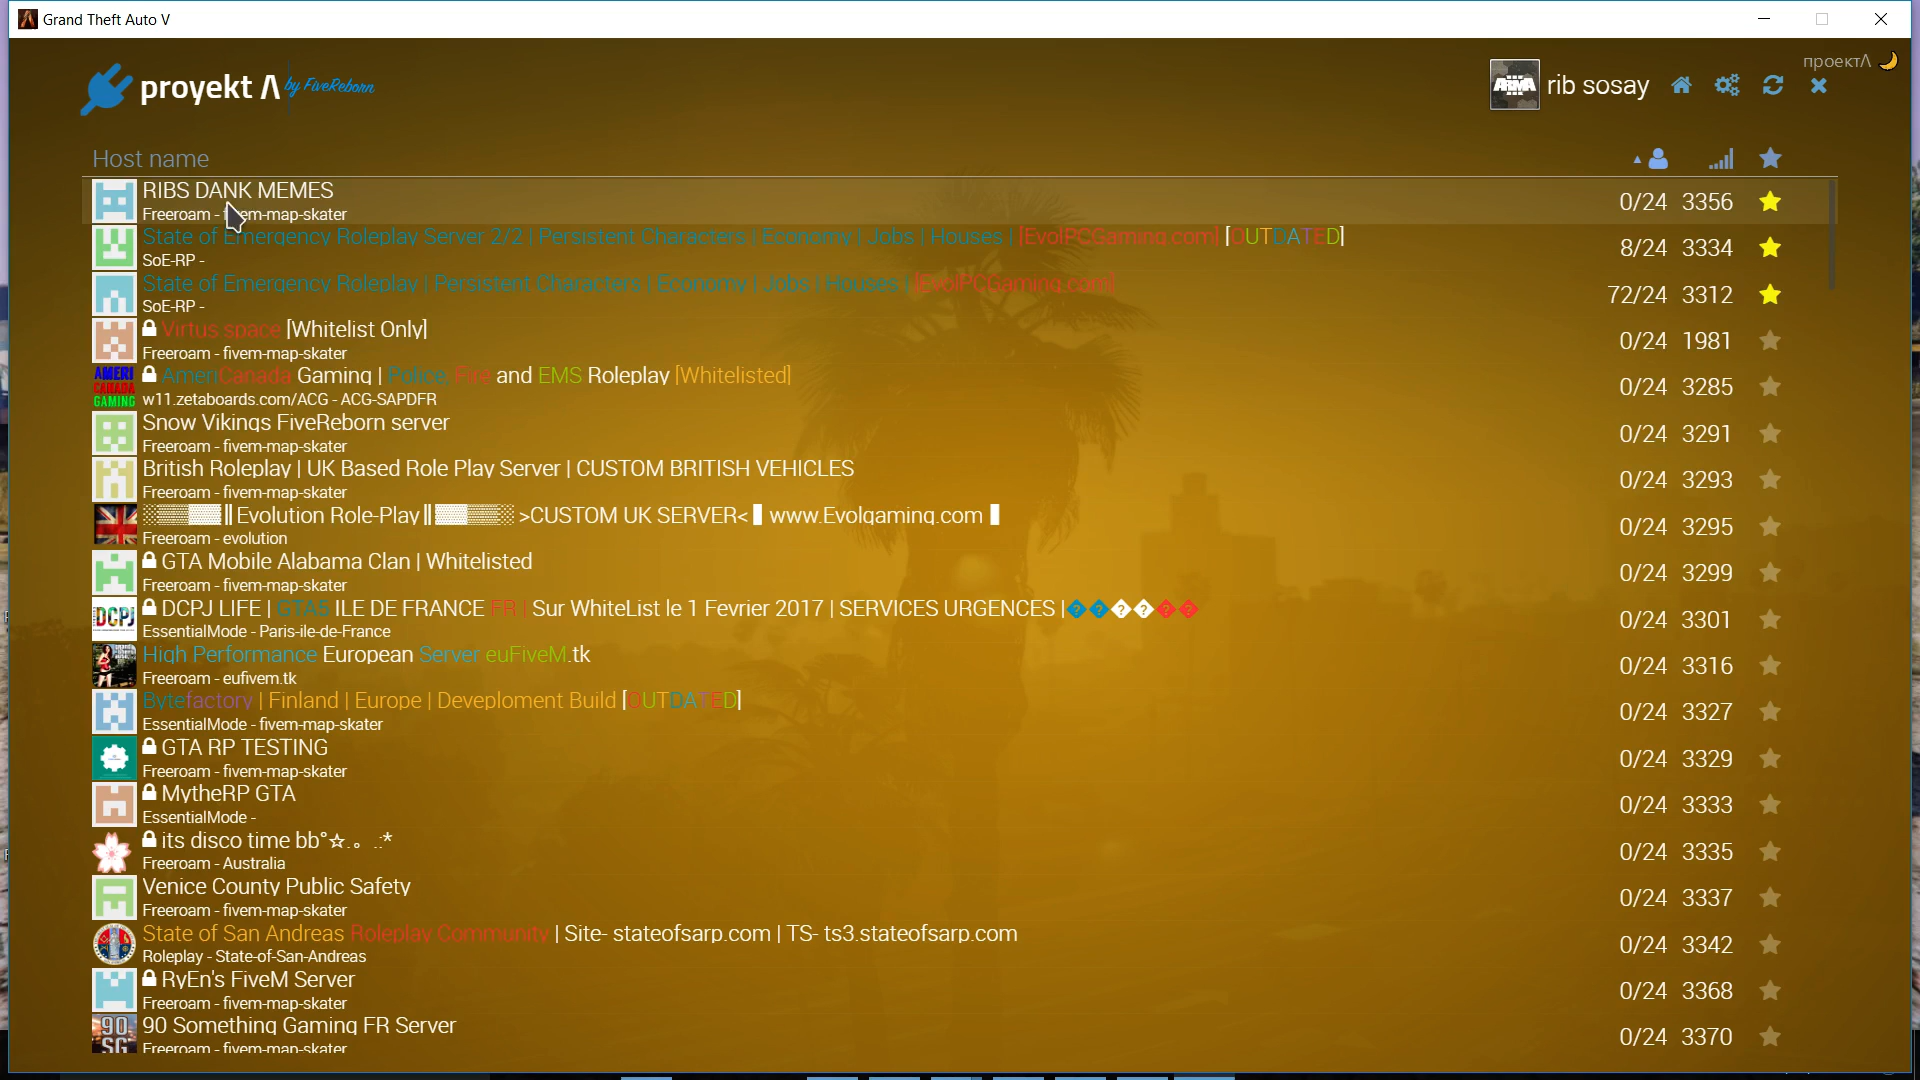 Grand Theft Auto V
проектΛ
proyekt Λ by FiveReborn
rib sosay
Host name
RIBS DANK MEMES
0/24 3356
Freeroam - fivem-map-skater
State of Emergency Roleplay Server 2/2 | Persistent Characters | Economy | Jobs | Houses | [EvolPCGaming.com] [OUTDATED]
8/24 3334
SoE-RP -
State of Emergency Roleplay | Persistent Characters | Economy | Jobs | Houses | [EvolPCGaming.com]
72/24 3312
SoE-RP -
Virtus space [Whitelist Only]
0/24 1981
Freeroam - fivem-map-skater
AMERI CANADA GAMING
AmeriCanada Gaming | Police, Fire and EMS Roleplay [Whitelisted]
0/24 3285
w11.zetaboards.com/ACG - ACG-SAPDFR
Snow Vikings FiveReborn server
0/24 3291
Freeroam - fivem-map-skater
British Roleplay | UK Based Role Play Server | CUSTOM BRITISH VEHICLES
0/24 3293
Freeroam - fivem-map-skater
░▒▓║Evolution Role-Play║▓▒░ >CUSTOM UK SERVER<▌www.Evolgaming.com▐
0/24 3295
Freeroam - evolution
GTA Mobile Alabama Clan | Whitelisted
0/24 3299
Freeroam - fivem-map-skater
DCPJ
DCPJ LIFE | GTA5 ILE DE FRANCE FR | Sur WhiteList le 1 Fevrier 2017 | SERVICES URGENCES |������
0/24 3301
EssentialMode - Paris-ile-de-France
High Performance European Server euFiveM.tk
0/24 3316
Freeroam - eufivem.tk
Bytefactory | Finland | Europe | Deveploment Build [OUTDATED]
0/24 3327
EssentialMode - fivem-map-skater
GTA RP TESTING
0/24 3329
Freeroam - fivem-map-skater
MytheRP GTA
0/24 3333
EssentialMode -
its disco time bb°☆.。.:*
0/24 3335
Freeroam - Australia
Venice County Public Safety
0/24 3337
Freeroam - fivem-map-skater
State of San Andreas Roleplay Community | Site- stateofsarp.com | TS- ts3.stateofsarp.com
0/24 3342
Roleplay - State-of-San-Andreas
RyEn's FiveM Server
0/24 3368
Freeroam - fivem-map-skater
90 SG
90 Something Gaming FR Server
0/24 3370
Freeroam - fivem-map-skater